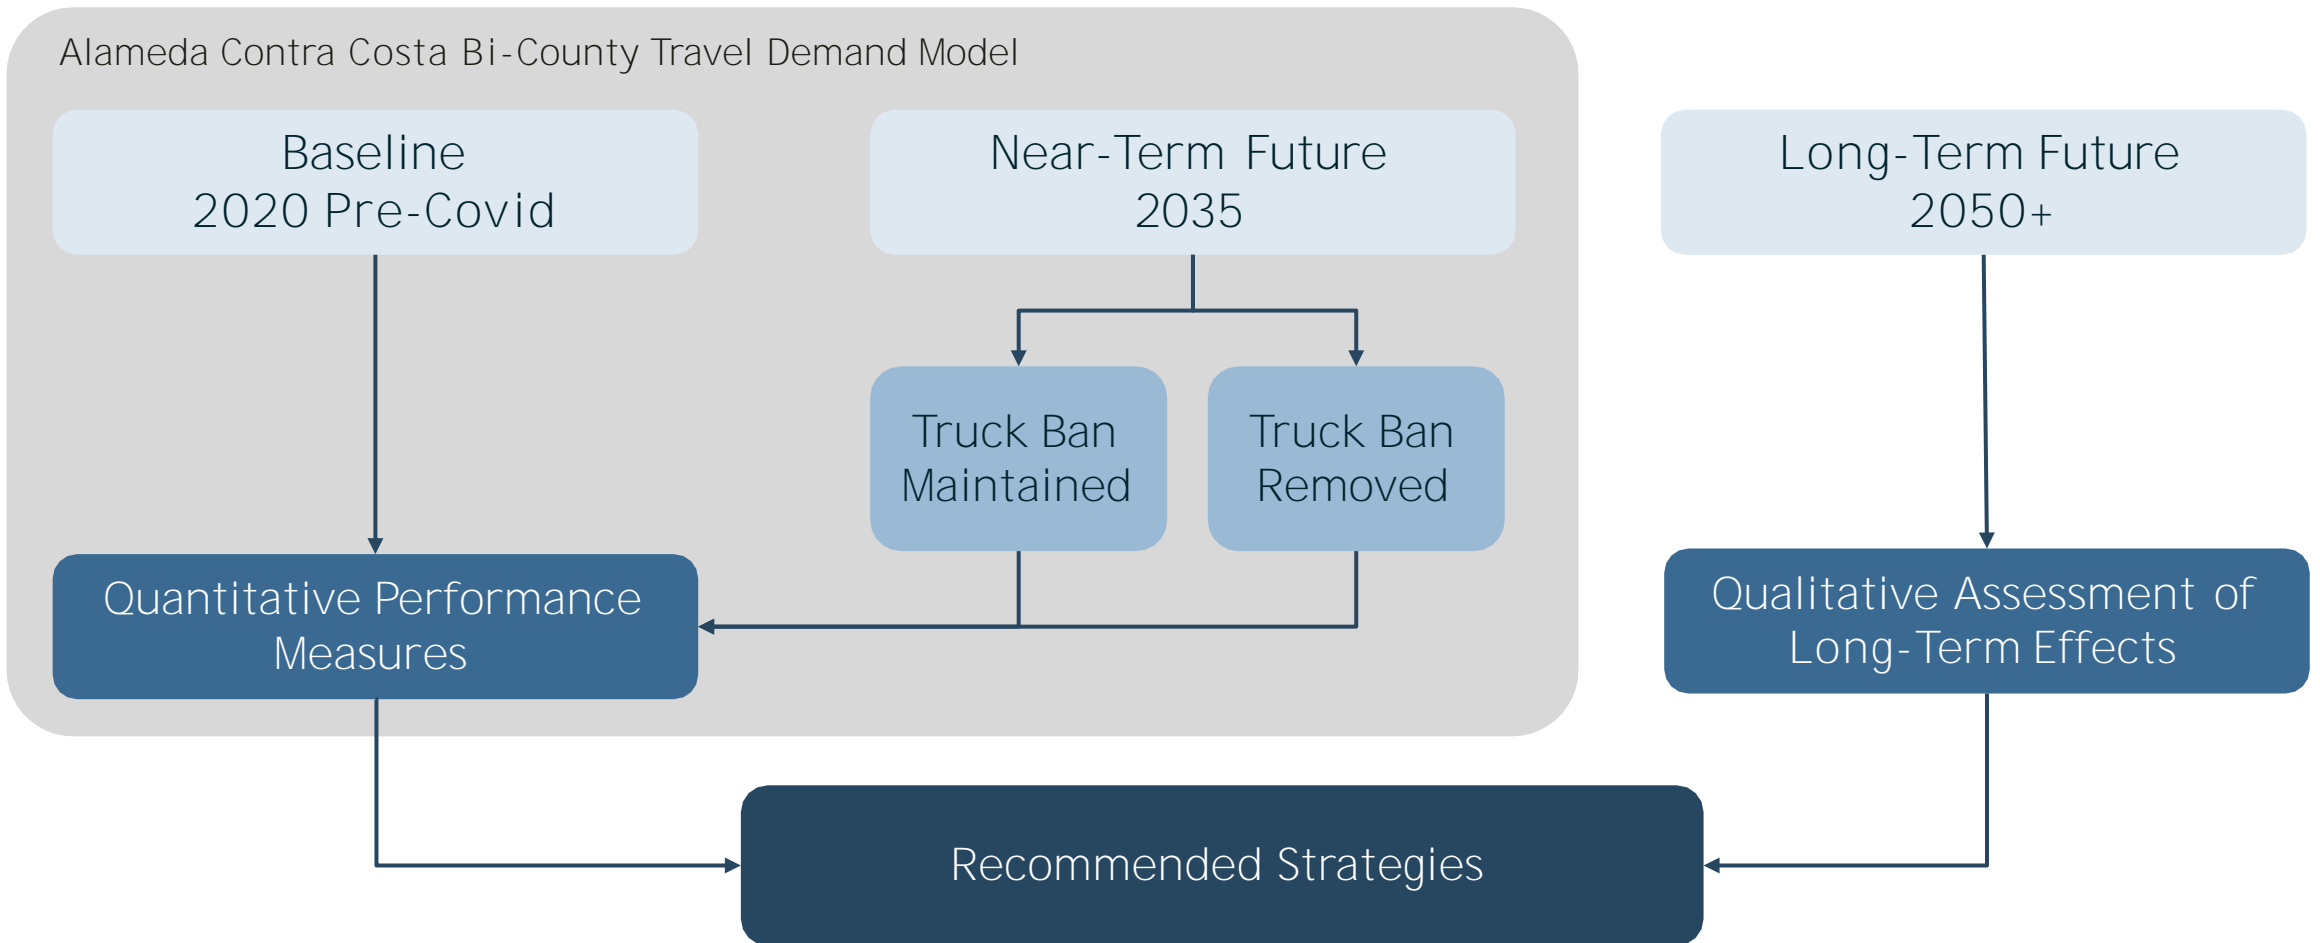 Alameda Contra Costa Bi-County Travel Demand Model
Baseline
2020 Pre-Covid
Near-Term Future
2035
Long-Term Future
2050+
Truck Ban
Maintained
Truck Ban
Removed
Quantitative Performance
Measures
Qualitative Assessment of
Long-Term Effects
Recommended Strategies